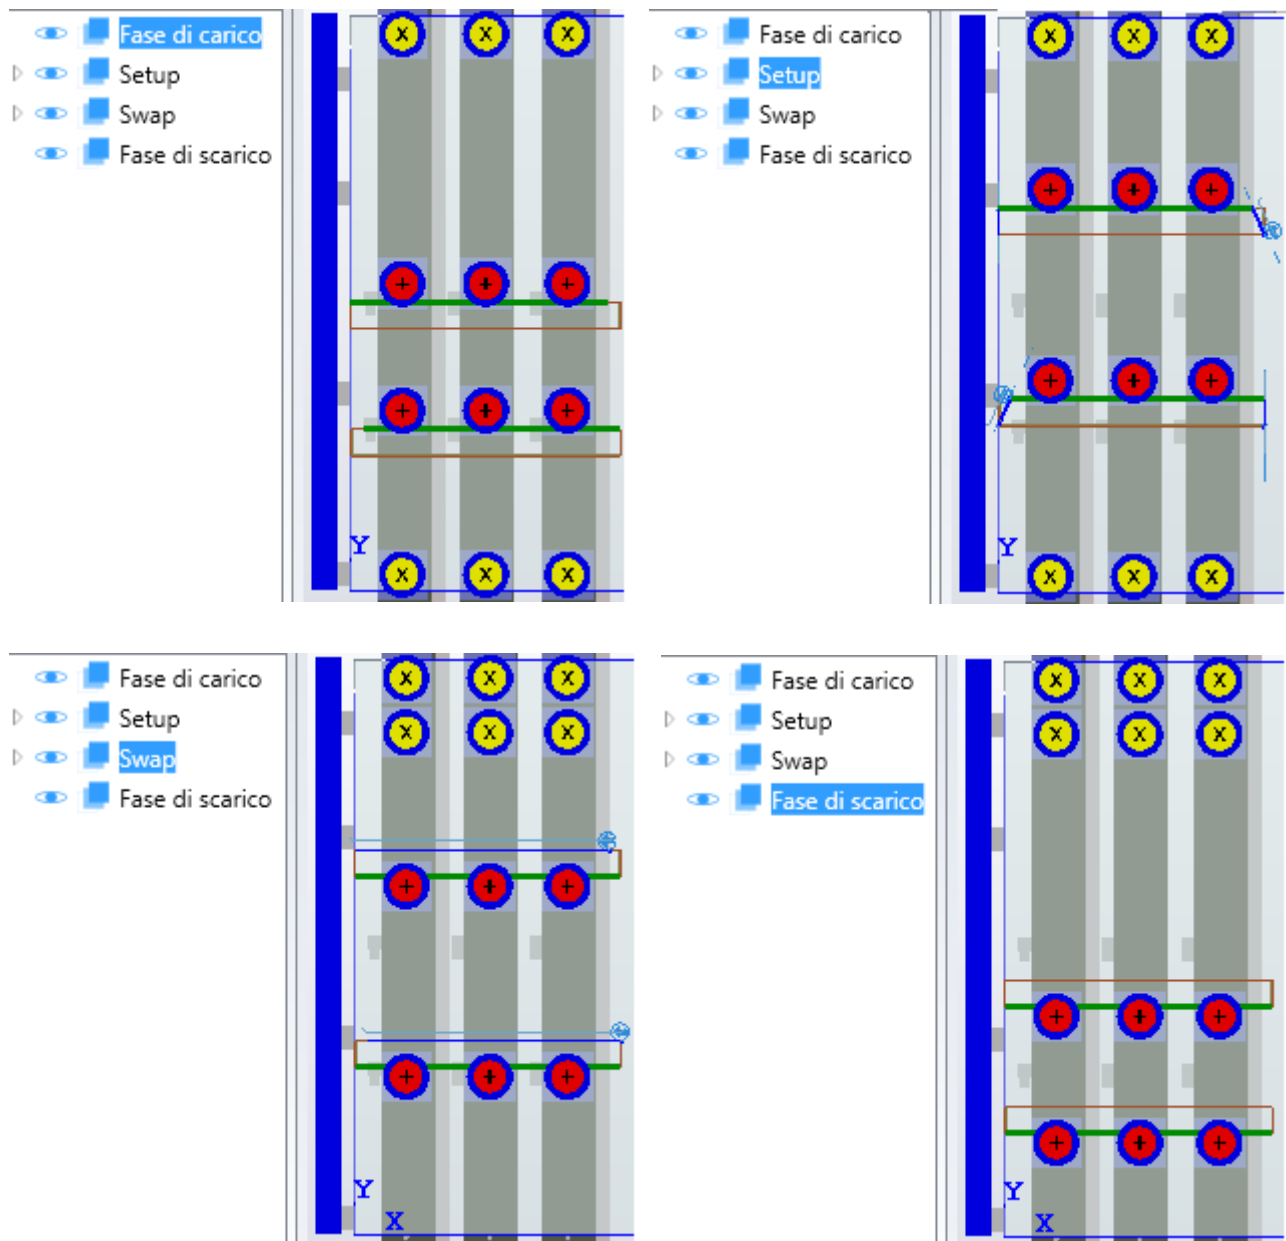 Fase di carico
Setup
Swap
Fase di scarico
X X X
+ + +
+ + +
Y
X X X
Fase di carico
Setup
Swap
Fase di scarico
X X X
+ + +
+ + +
Y
X X X
Fase di carico
Setup
Swap
Fase di scarico
X X X
X X X
+ + +
+ + +
Y
X
Fase di carico
Setup
Swap
Fase di scarico
X X X
X X X
+ + +
+ + +
Y
X